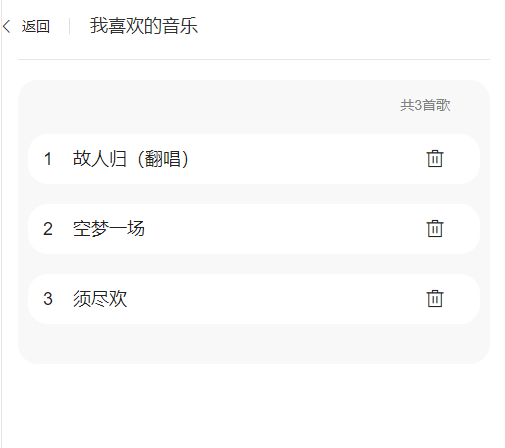 返回 我喜欢的音乐
共3首歌
1 故人归（翻唱）
2 空梦一场
3 须尽欢